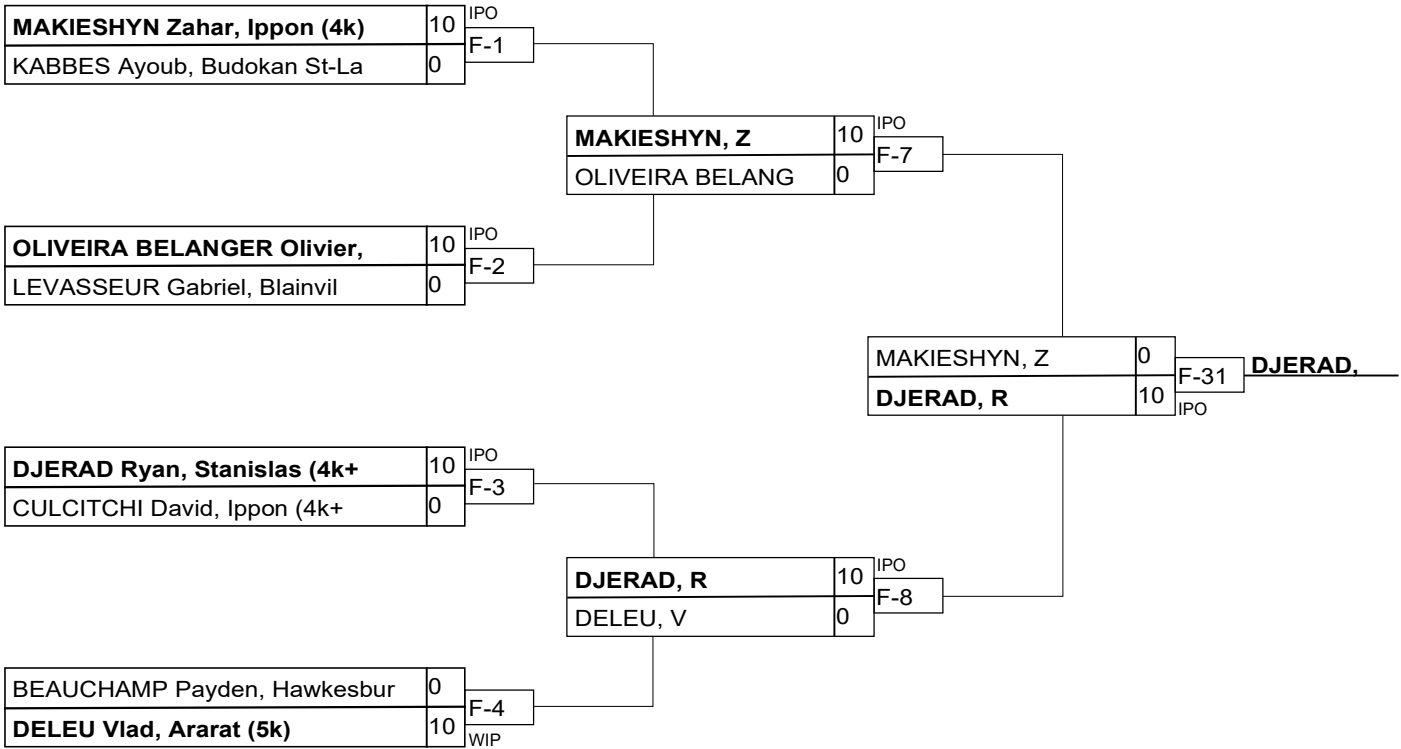 MAKIESHYN Zahar, Ippon (4k) 10 IPO
F-1
KABBES Ayoub, Budokan St-La 0
MAKIESHYN, Z 10 IPO
F-7
OLIVEIRA BELANG 0
OLIVEIRA BELANGER Olivier, 10 IPO
F-2
LEVASSEUR Gabriel, Blainvil 0
MAKIESHYN, Z 0
F-31 DJERAD,
DJERAD, R 10 IPO
DJERAD Ryan, Stanislas (4k+ 10 IPO
F-3
CULCITCHI David, Ippon (4k+ 0
DJERAD, R 10 IPO
F-8
DELEU, V 0
BEAUCHAMP Payden, Hawkesbur 0
F-4
DELEU Vlad, Ararat (5k) 10 WIP